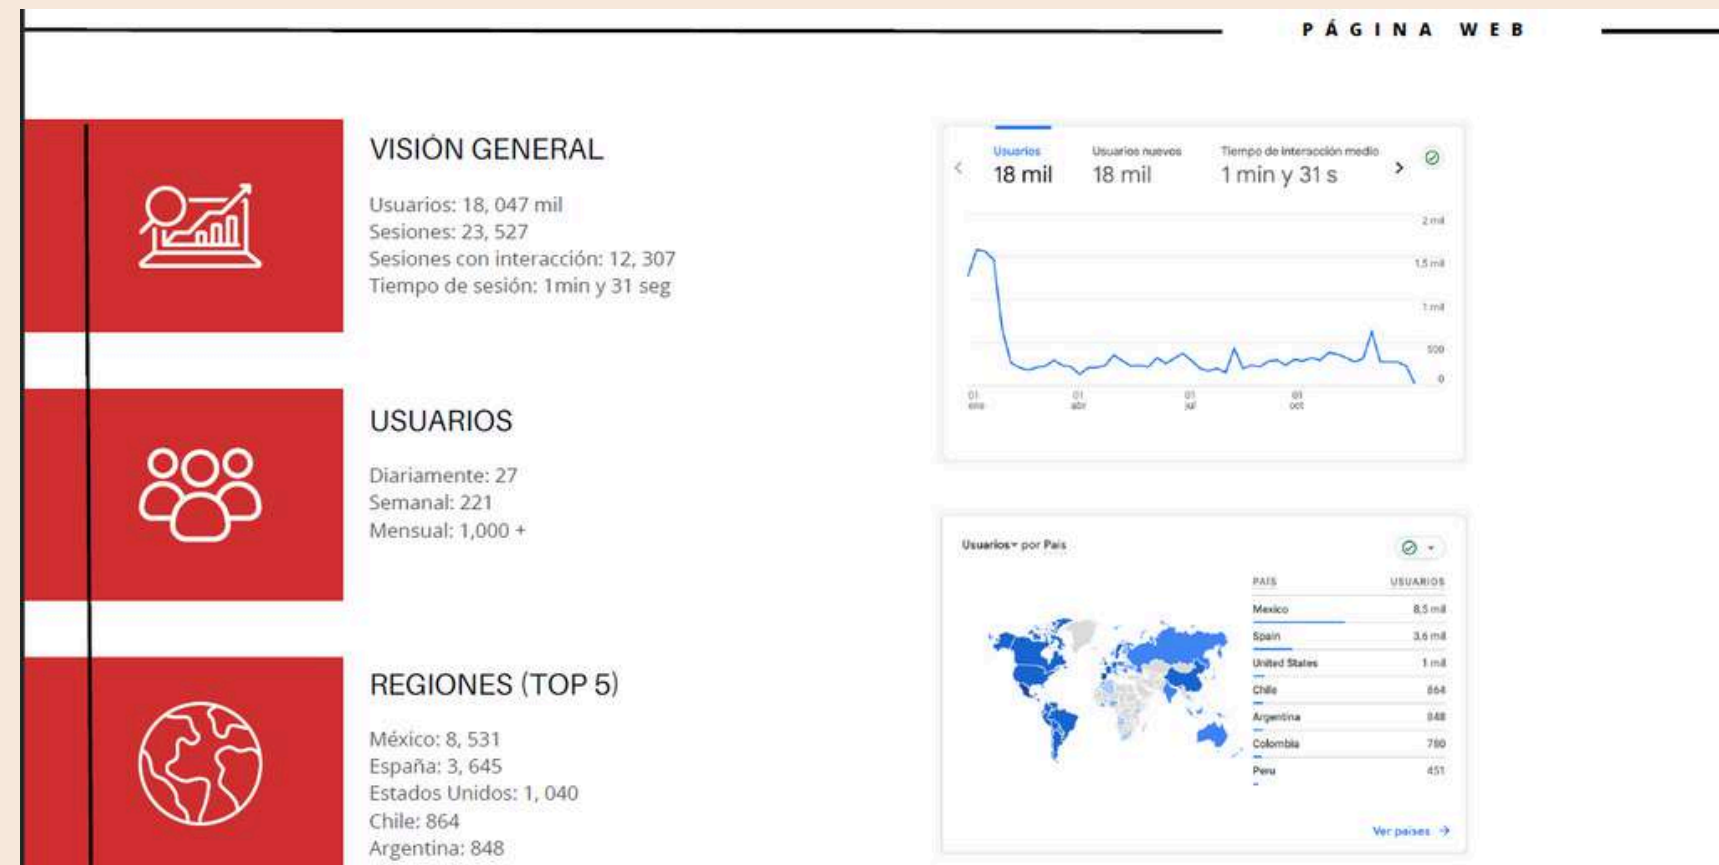 PÁGINA WEB
VISIÓN GENERAL
Usuarios: 18, 047 mil
Sesiones: 23, 527
Sesiones con interacción: 12, 307
Tiempo de sesión: 1min y 31 seg
USUARIOS
Diariamente: 27
Semanal: 221
Mensual: 1,000 +
REGIONES (TOP 5)
México: 8, 531
España: 3, 645
Estados Unidos: 1, 040
Chile: 864
Argentina: 848
Usuarios Usuarios nuevos Tiempo de interacción medio
18 mil 18 mil 1 min y 31 s
2 mil
1,5 mil
1 mil
500
0
01 01 01 01
ene abr jul oct
Usuarios por País
PAÍS USUARIOS
Mexico 8,5 mil
Spain 3,6 mil
United States 1 mil
Chile 864
Argentina 848
Colombia 780
Peru 451
Ver países